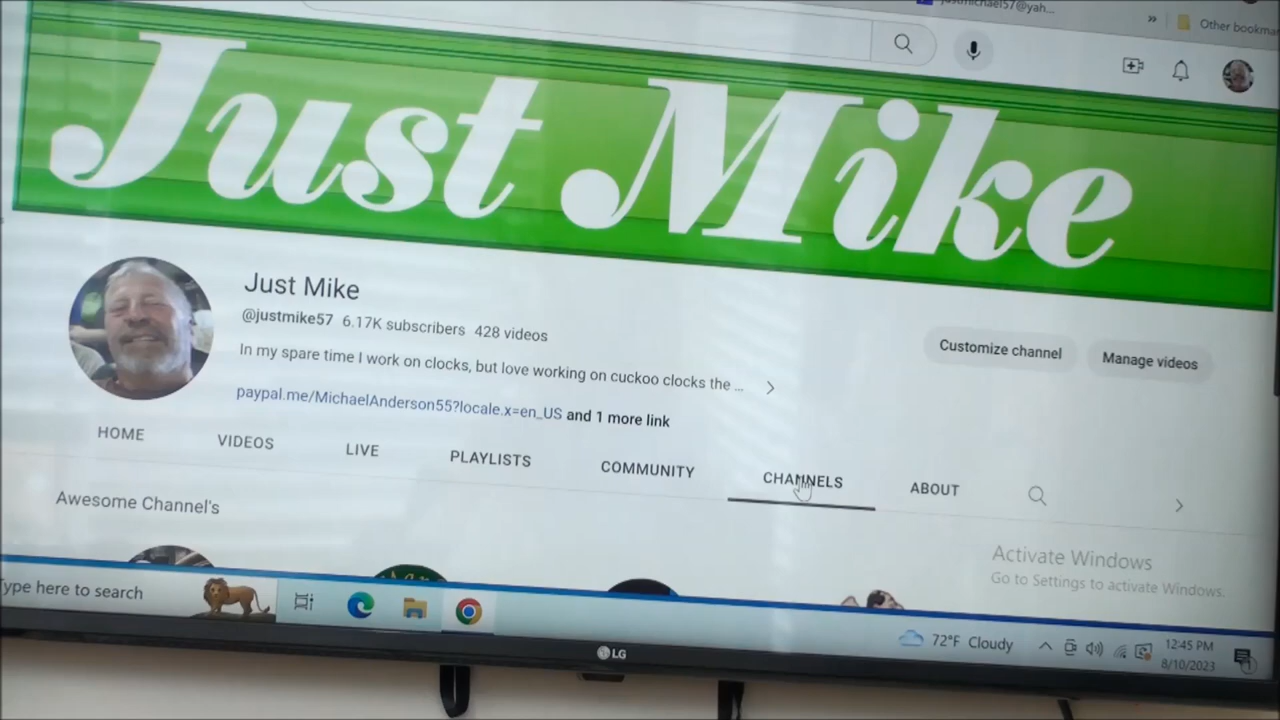 justmichael57@yah...
» Other bookmar
Just Mike
Just Mike
@justmike57 6.17K subscribers 428 videos
In my spare time I work on clocks, but love working on cuckoo clocks the ...
paypal.me/MichaelAnderson55?locale.x=en_US and 1 more link
Customize channel
Manage videos
HOME VIDEOS LIVE PLAYLISTS COMMUNITY CHANNELS ABOUT
Awesome Channel's
Activate Windows
Go to Settings to activate Windows.
Type here to search
72°F Cloudy
12:45 PM
8/10/2023
LG